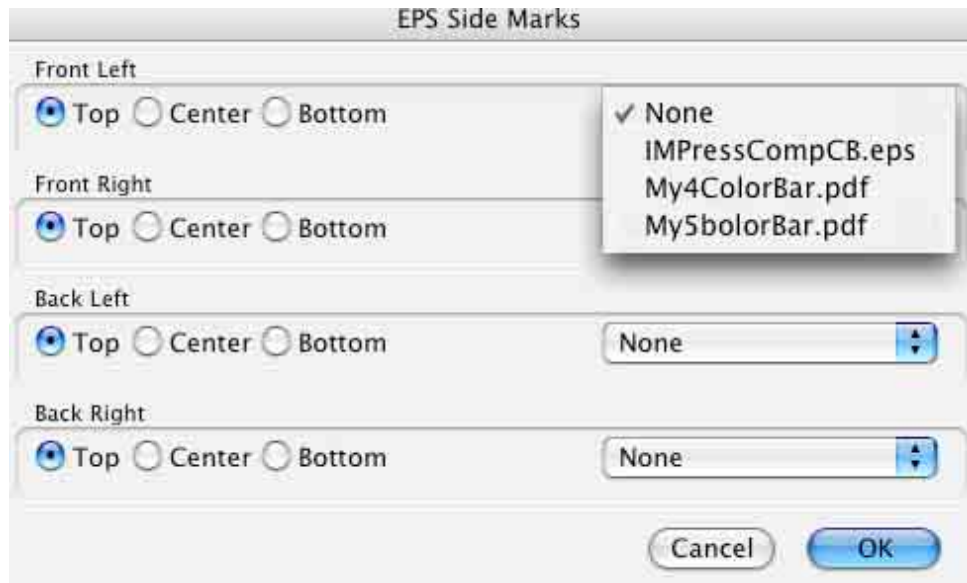 EPS Side Marks
Front Left
Top Center Bottom
None
IMPressCompCB.eps
My4ColorBar.pdf
My5bolorBar.pdf
Front Right
Top Center Bottom
Back Left
Top Center Bottom None
Back Right
Top Center Bottom None
Cancel OK